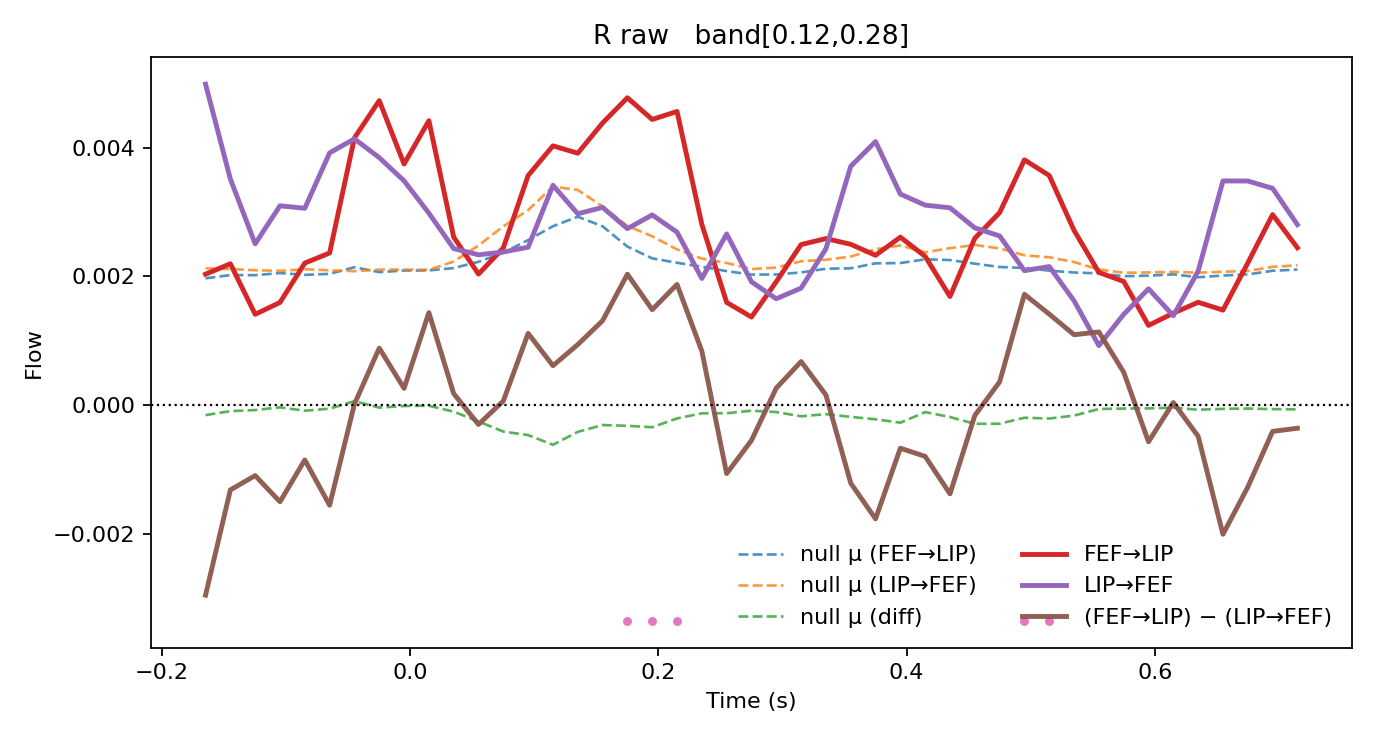 R raw   band[0.12,0.28]
Flow
0.004
0.002
0.000
−0.002
null μ (FEF→LIP)
null μ (LIP→FEF)
null μ (diff)
FEF→LIP
LIP→FEF
(FEF→LIP) − (LIP→FEF)
−0.2
0.0
0.2
0.4
0.6
Time (s)